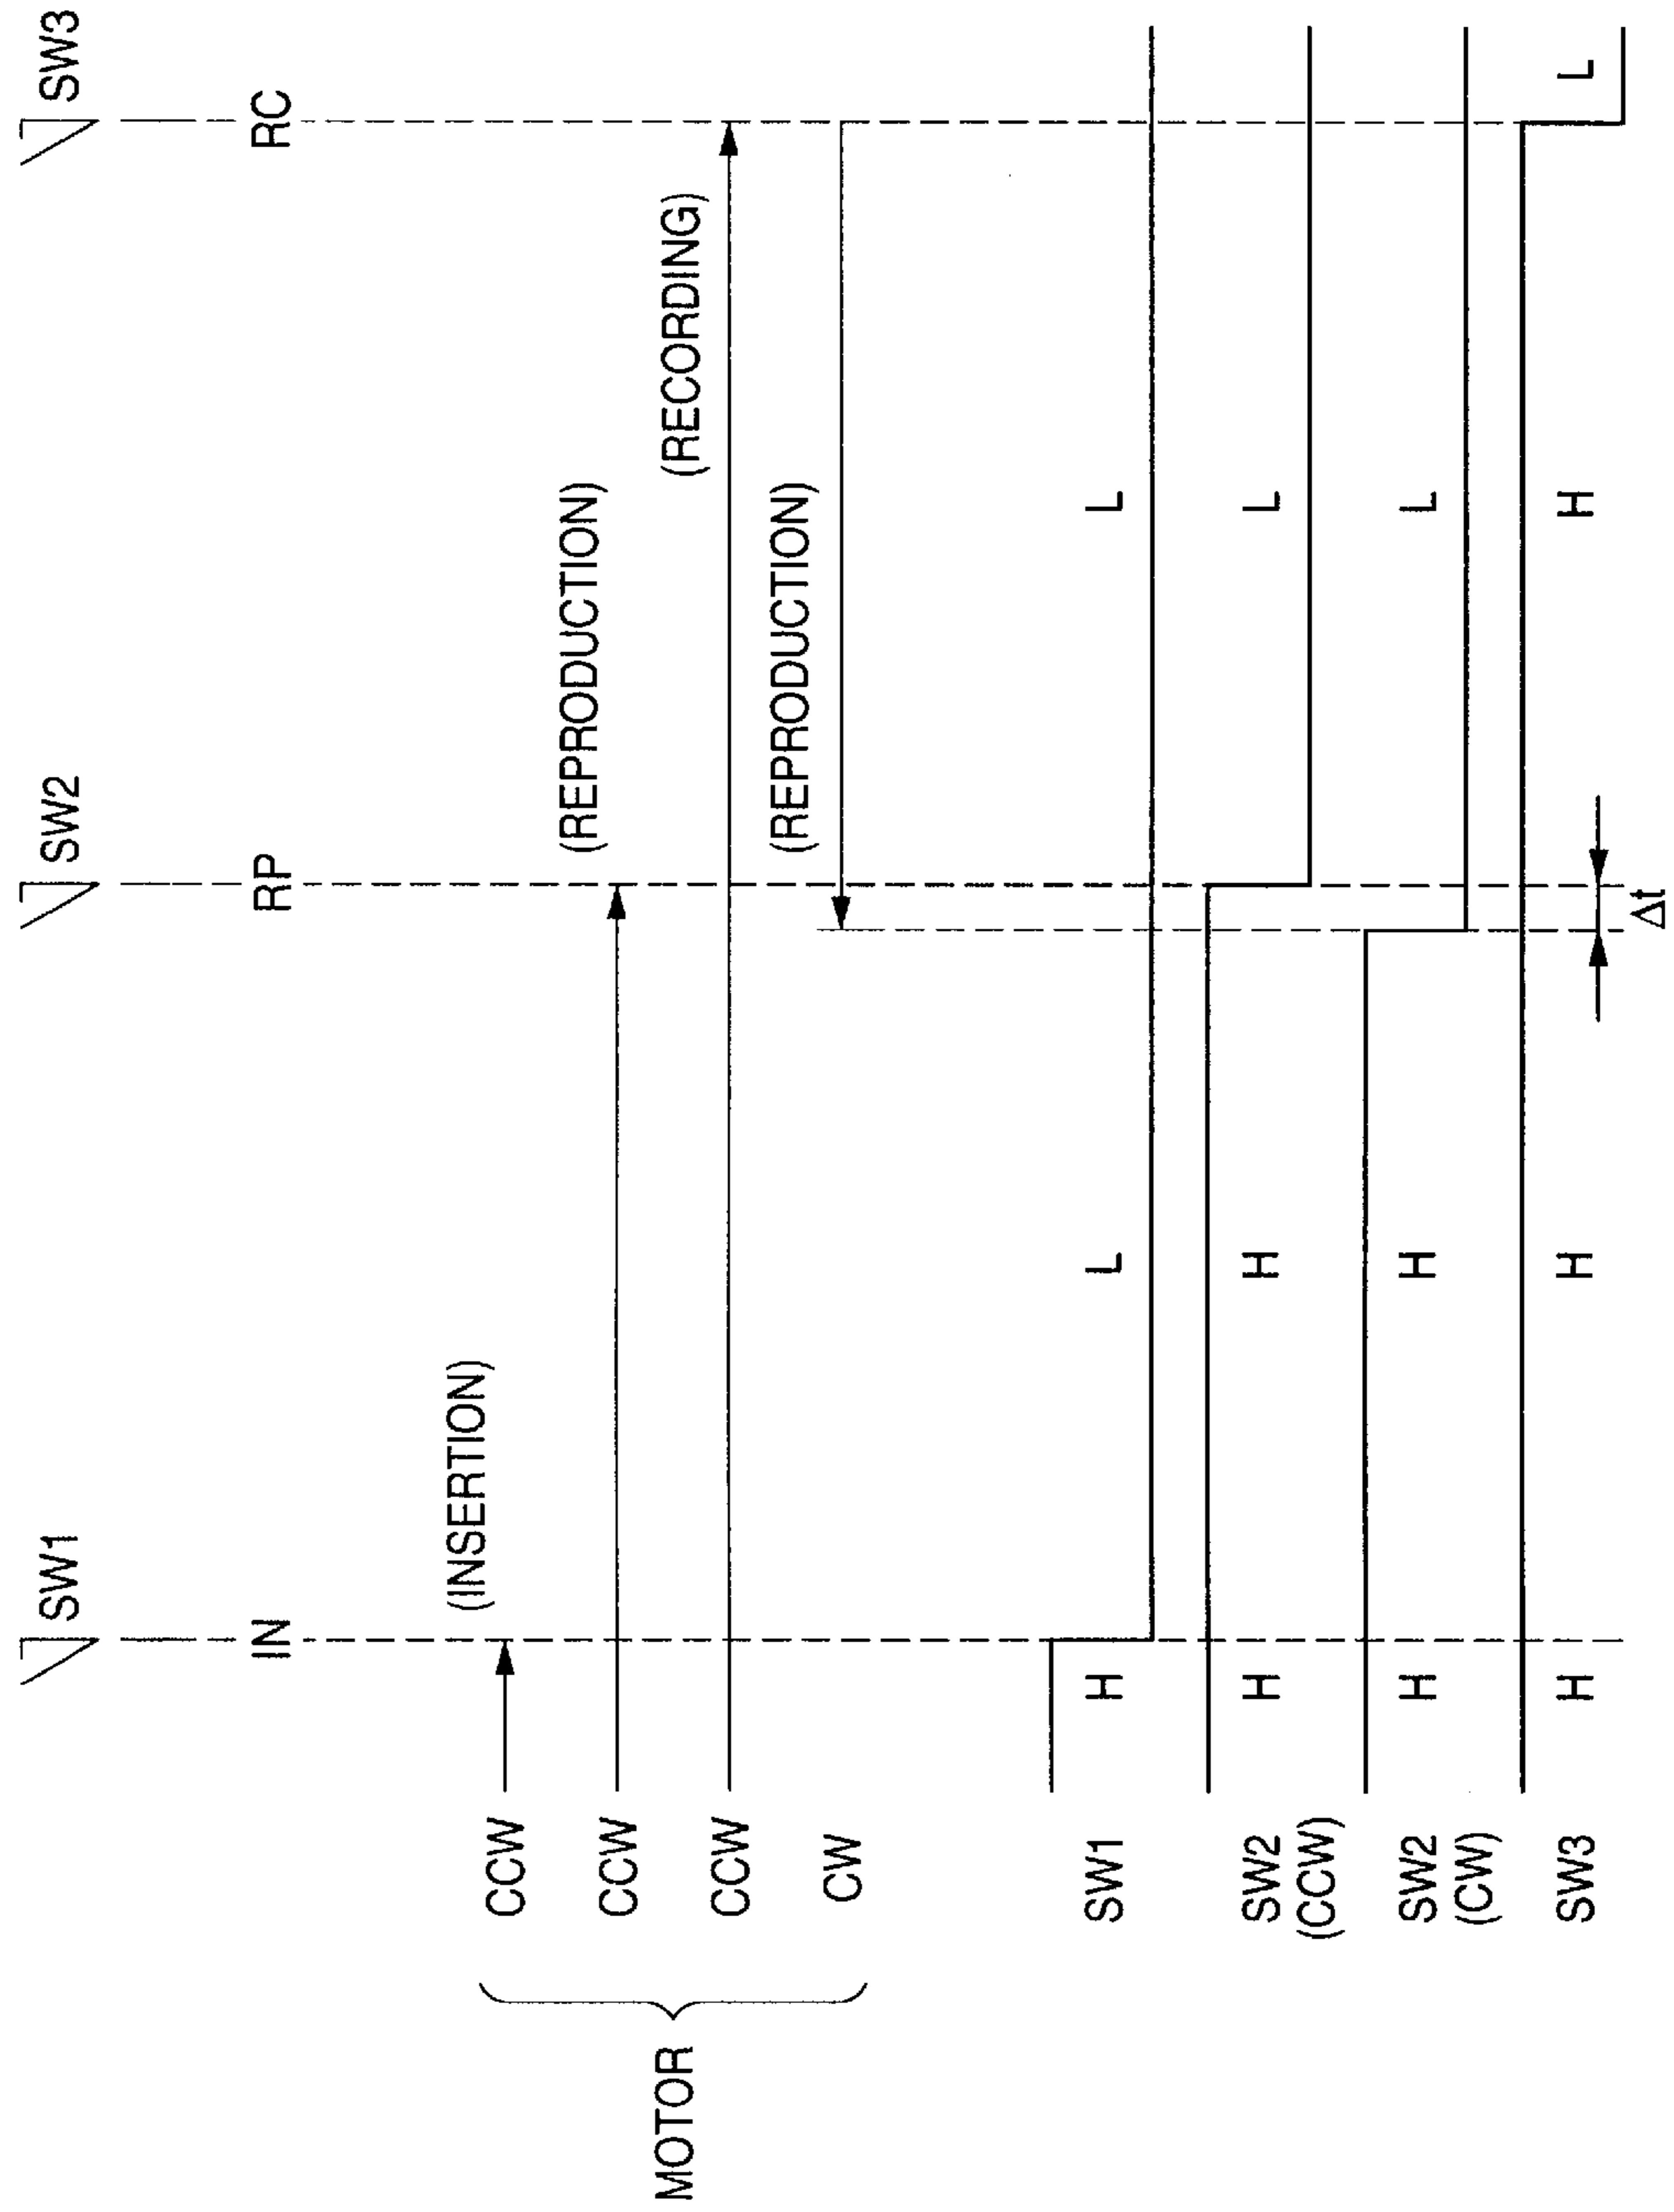 SW1 SW2 SW3
IN RP RC
(INSERTION)
CCW
(REPRODUCTION)
CCW
(RECORDING)
CCW
(REPRODUCTION)
CW
MOTOR
SW1 H L L
SW2 H H L
(CCW)
SW2 H H L
(CW)
SW3 H H H L
Δt